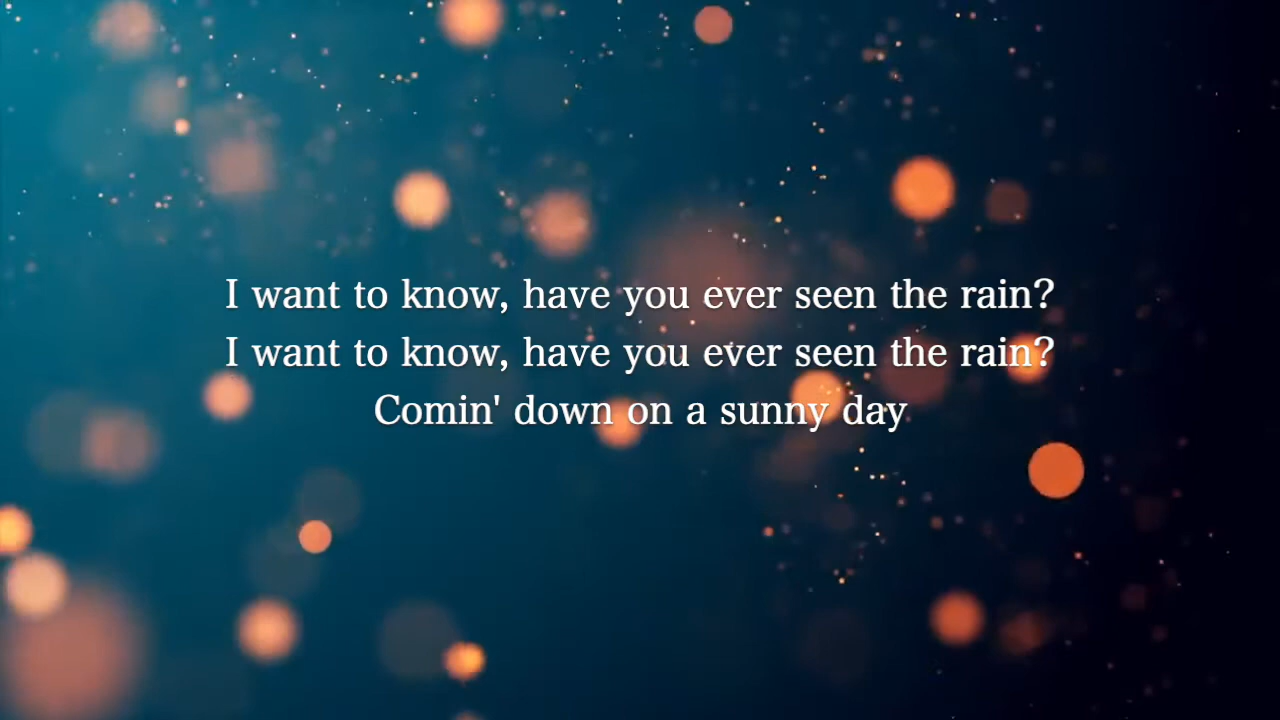 I want to know, have you ever seen the rain?
I want to know, have you ever seen the rain?
Comin' down on a sunny day